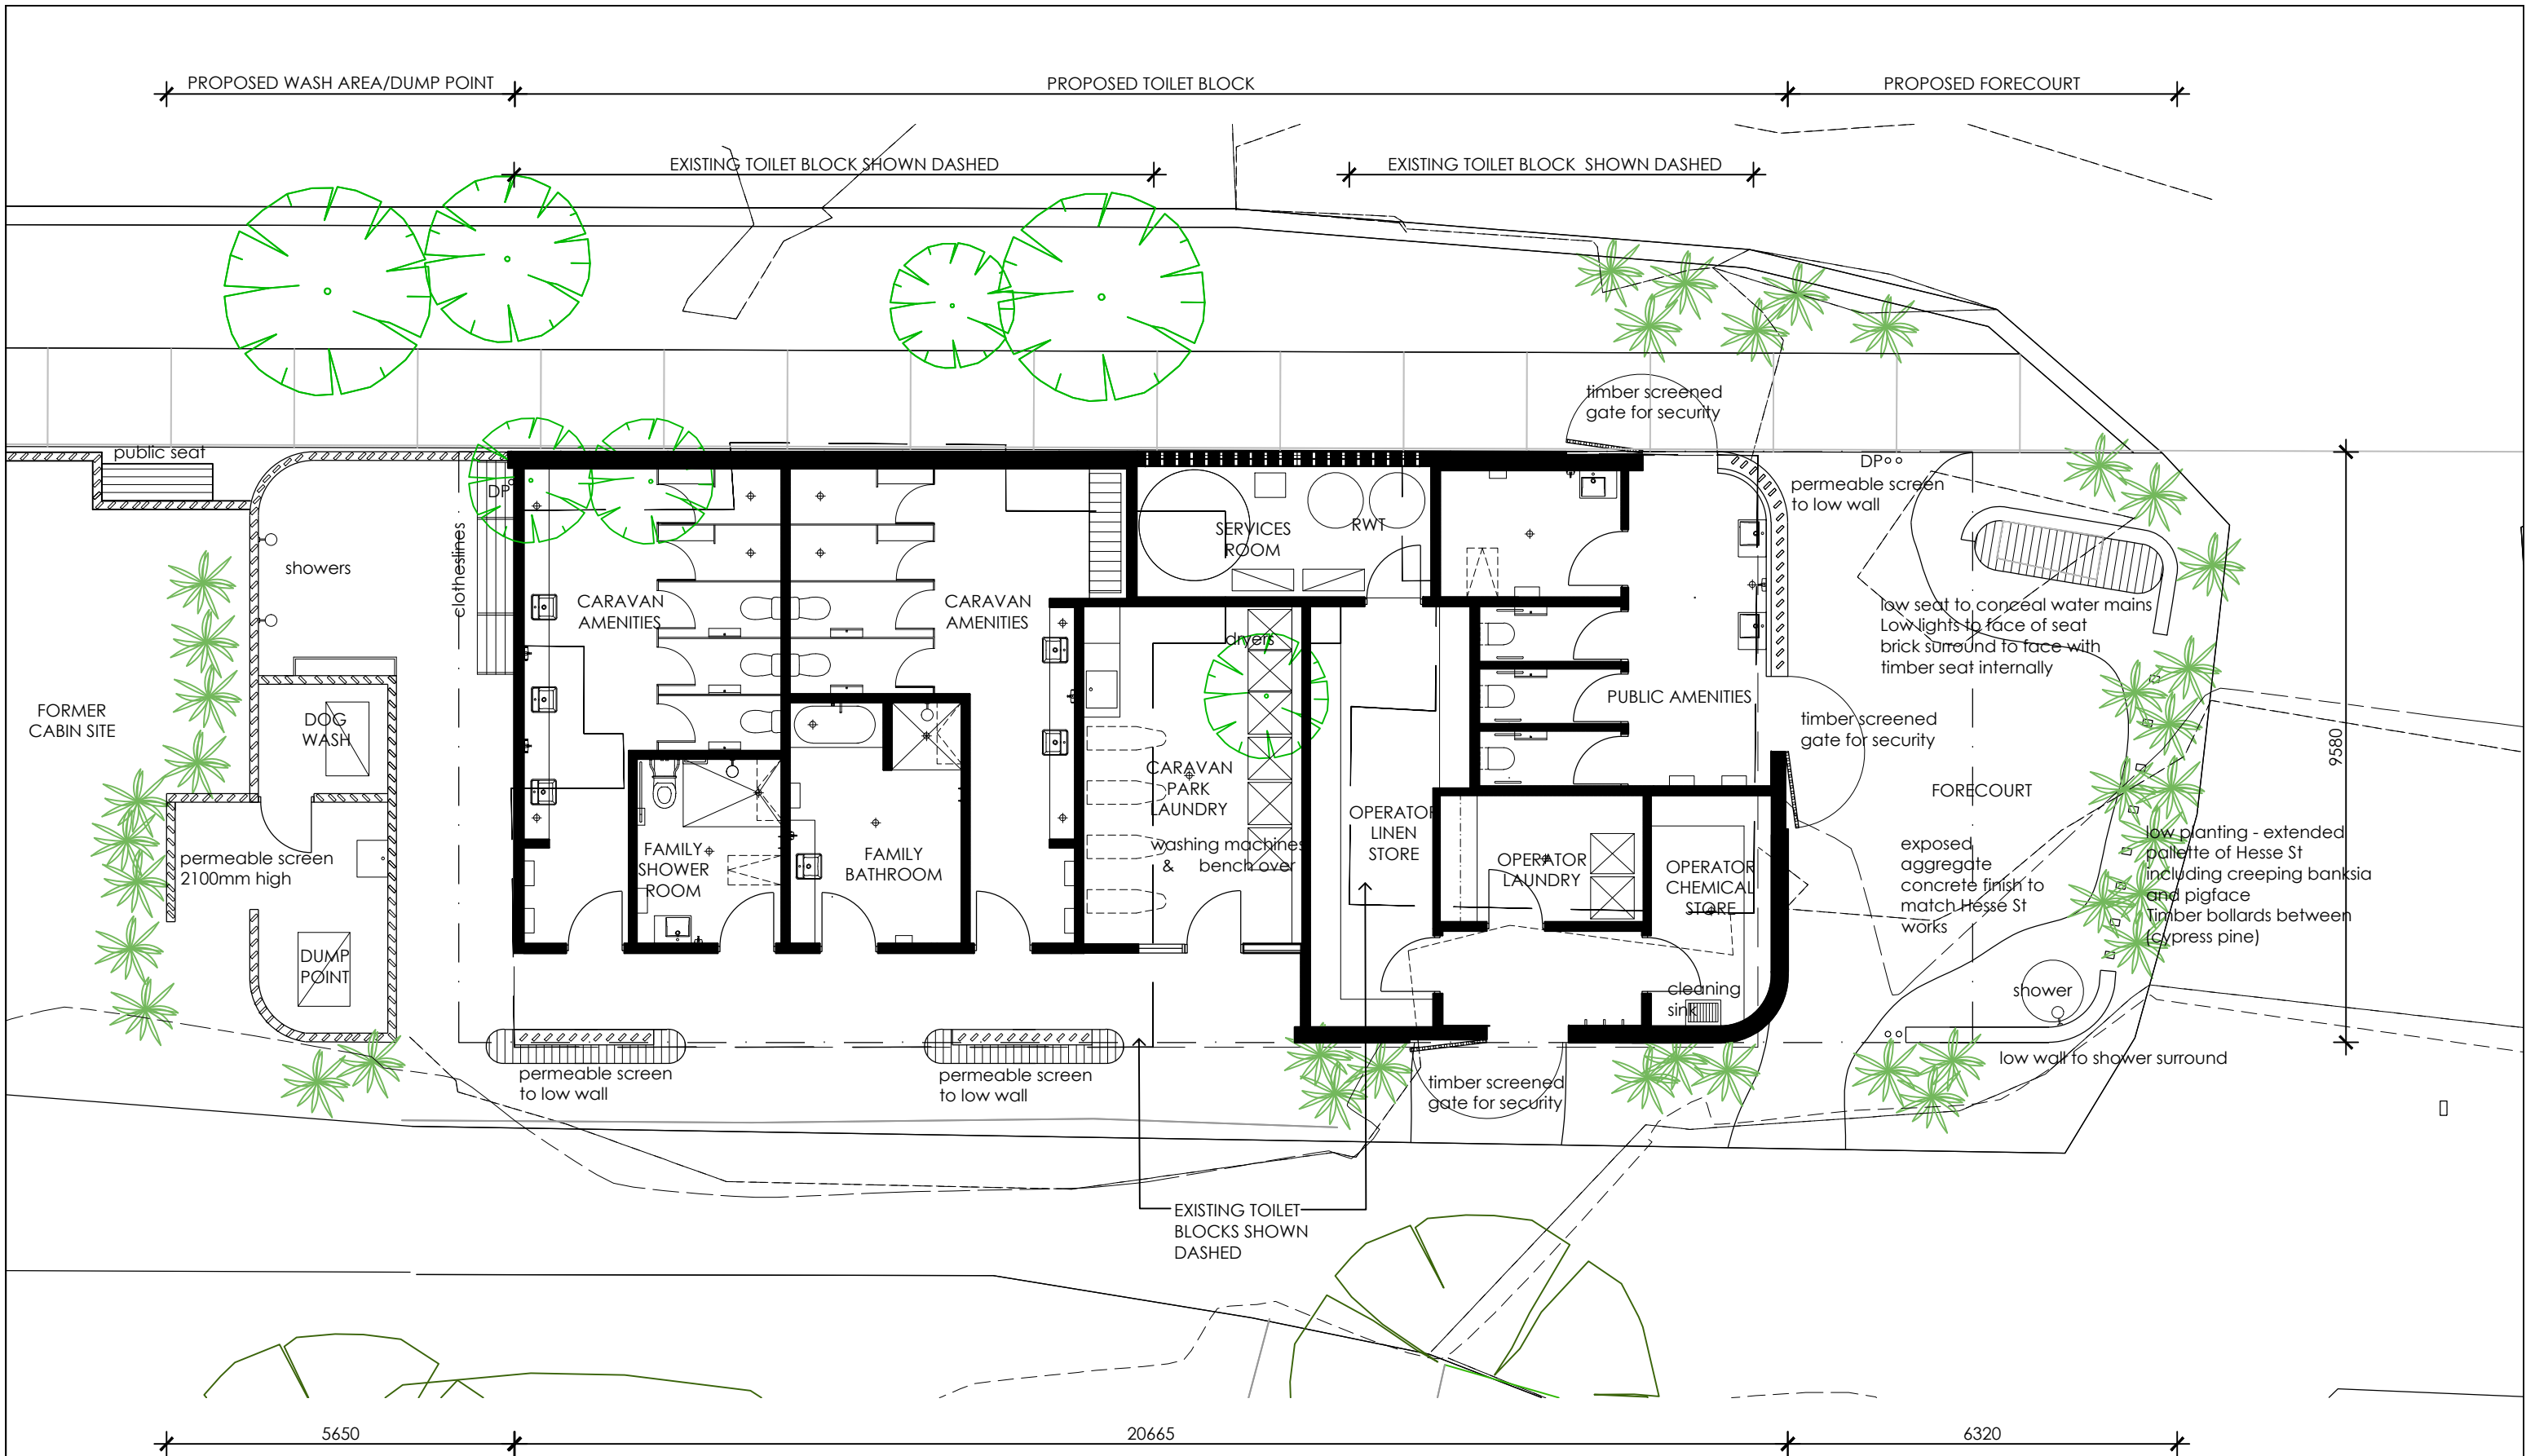 PROPOSED WASH AREA/DUMP POINT
PROPOSED TOILET BLOCK
PROPOSED FORECOURT
EXISTING TOILET BLOCK SHOWN DASHED
EXISTING TOILET BLOCK SHOWN DASHED
timber screened
gate for security
public seat
DP
DP
permeable screen
to low wall
clotheslines
showers
SERVICES
ROOM
RWT
CARAVAN
AMENITIES
CARAVAN
AMENITIES
low seat to conceal water mains
Low lights to face of seat
brick surround to face with
timber seat internally
dryers
FORMER
CABIN SITE
DOG
WASH
PUBLIC AMENITIES
timber screened
gate for security
9580
CARAVAN
PARK
LAUNDRY
washing machines
& bench over
OPERATOR
LINEN
STORE
FORECOURT
permeable screen
2100mm high
FAMILY
SHOWER
ROOM
FAMILY
BATHROOM
OPERATOR
LAUNDRY
OPERATOR
CHEMICAL
STORE
exposed
aggregate
concrete finish to
match Hesse St
works
low planting - extended
pallette of Hesse St
including creeping banksia
and pigface
Timber bollards between
(cypress pine)
DUMP
POINT
cleaning
sink
shower
low wall to shower surround
permeable screen
to low wall
permeable screen
to low wall
timber screened
gate for security
EXISTING TOILET
BLOCKS SHOWN
DASHED
5650
20665
6320